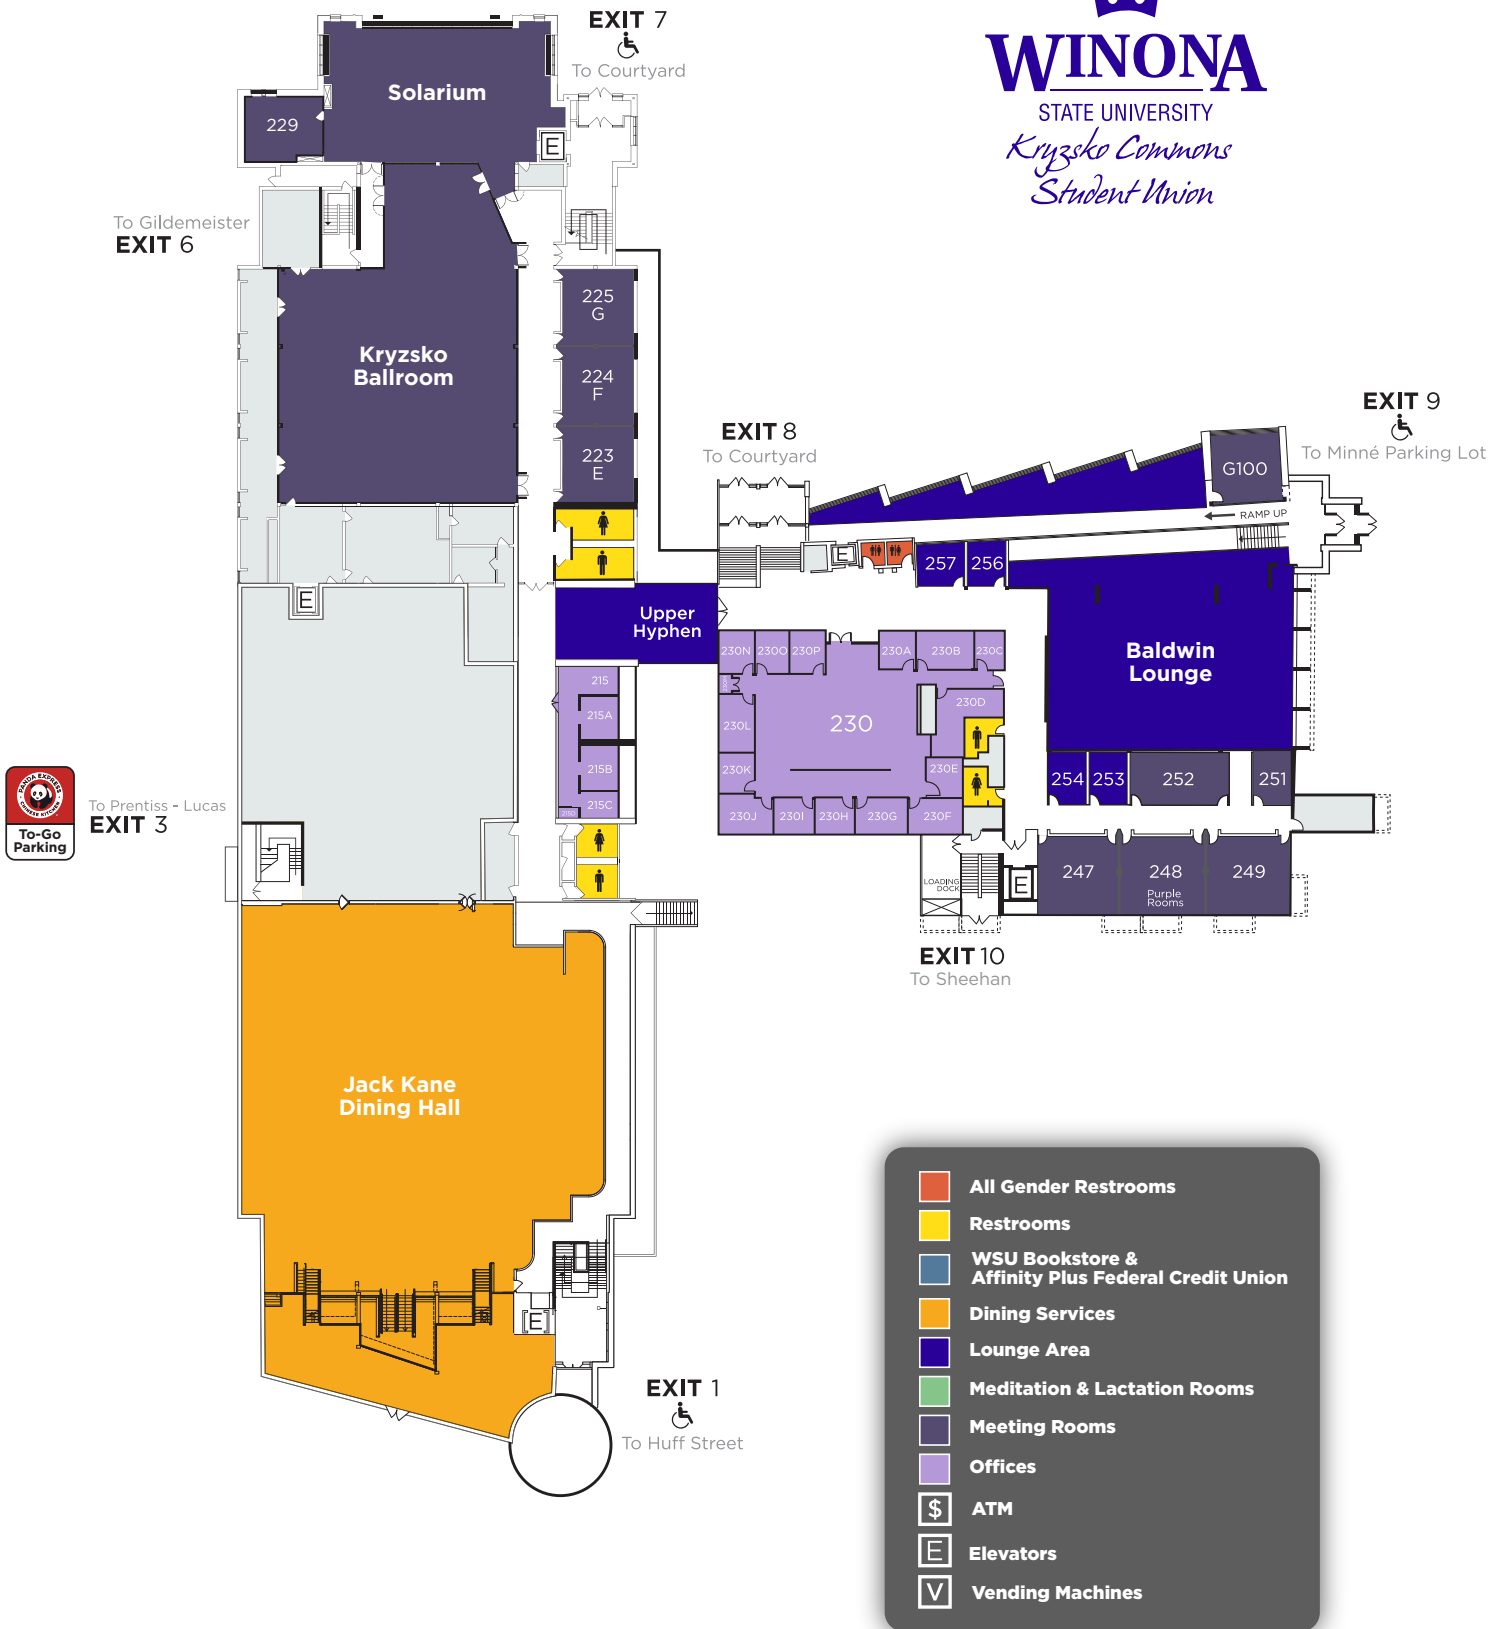 EXIT 7
To Courtyard
WINONA
STATE UNIVERSITY
Kryzsko Commons
Student Union
Solarium
229
E
To Gildemeister
EXIT 6
225
G
Kryzsko
Ballroom
224
F
223
E
EXIT 8
To Courtyard
EXIT 9
To Minné Parking Lot
G100
RAMP UP
E
257
256
E
Upper
Hyphen
Baldwin
Lounge
230N
230O
230P
230A
230B
230C
215
215A
215B
215C
215D
230L
230
230D
230K
230E
230J
230I
230H
230G
230F
254
253
252
251
PANDA EXPRESS
CHINESE KITCHEN
To-Go
Parking
To Prentiss - Lucas
EXIT 3
LOADING
DOCK
E
247
248
Purple
Rooms
249
EXIT 10
To Sheehan
Jack Kane
Dining Hall
E
EXIT 1
To Huff Street
All Gender Restrooms
Restrooms
WSU Bookstore &
Affinity Plus Federal Credit Union
Dining Services
Lounge Area
Meditation & Lactation Rooms
Meeting Rooms
Offices
$ ATM
E Elevators
V Vending Machines